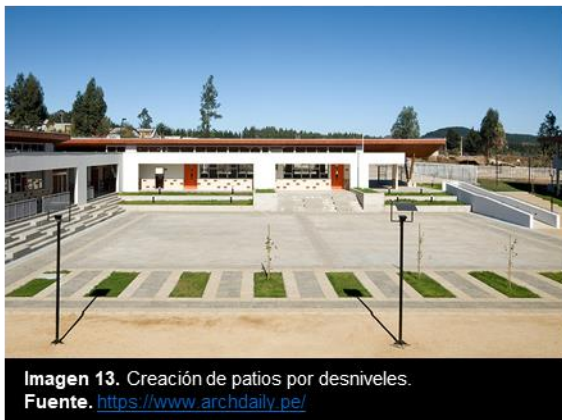 Imagen 13. Creación de patios por desniveles.
Fuente. https://www.archdaily.pe/